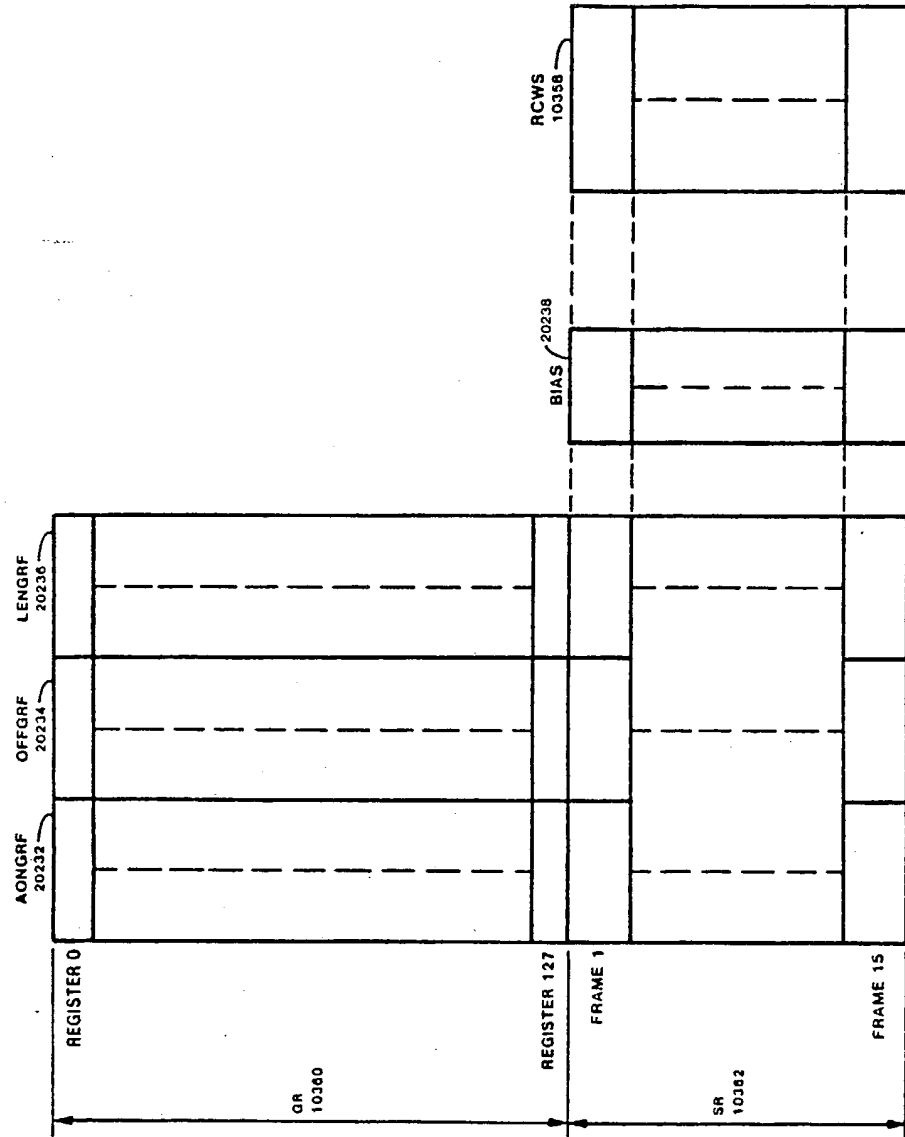 AONGRF
20232
OFFGRF
20234
LENGRF
20236
REGISTER 0
GR
10360
REGISTER 127
BIAS
20238
RCWS
10358
FRAME 1
SR
10362
FRAME 15